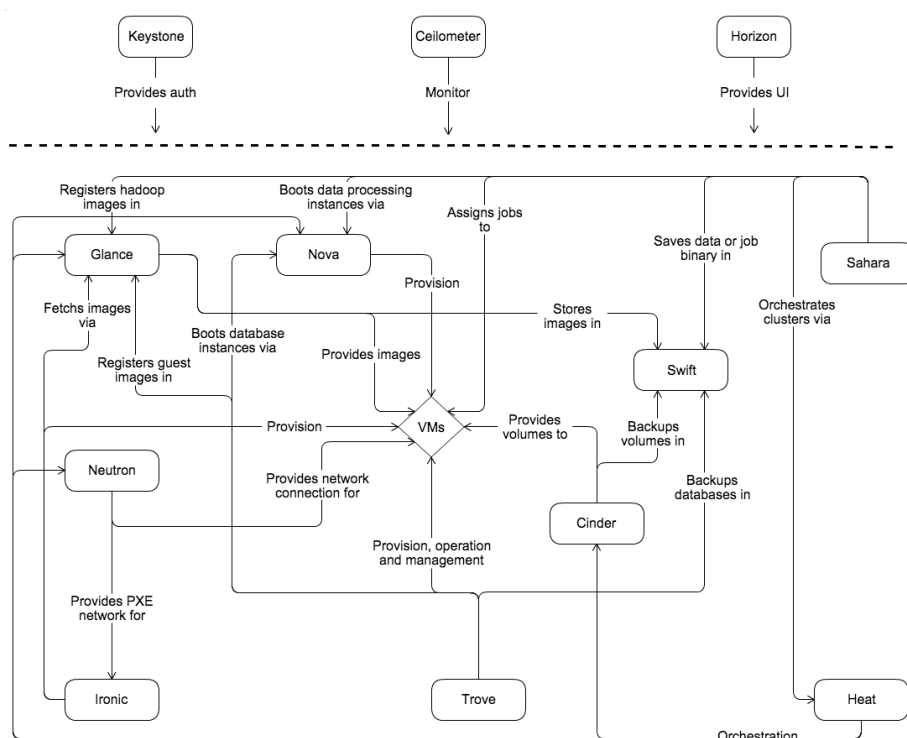 Keystone
Ceilometer
Horizon
Provides auth
Monitor
Provides UI
Registers hadoop
images in
Boots data processing
instances via
Assigns jobs
to
Saves data or job
binary in
Glance
Nova
Sahara
Provision
Fetchs images
via
Stores
images in
Orchestrates
clusters via
Boots database
instances via
Provides images
Registers guest
images in
Swift
Provision
VMs
Provides
volumes to
Backups
volumes in
Neutron
Provides network
connection for
Backups
databases in
Cinder
Provision, operation
and management
Provides PXE
network for
Ironic
Trove
Heat
Orchestration